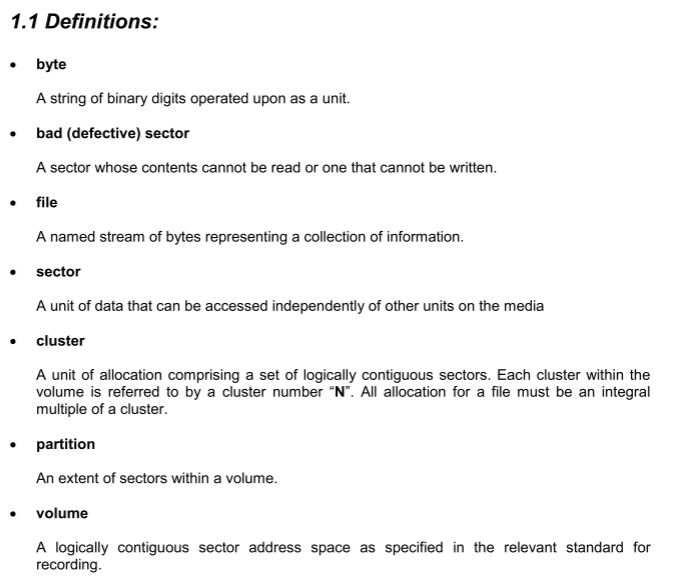 1.1 Definitions:
• byte
A string of binary digits operated upon as a unit.
• bad (defective) sector
A sector whose contents cannot be read or one that cannot be written.
• file
A named stream of bytes representing a collection of information.
• sector
A unit of data that can be accessed independently of other units on the media
• cluster
A unit of allocation comprising a set of logically contiguous sectors. Each cluster within the
volume is referred to by a cluster number “N”. All allocation for a file must be an integral
multiple of a cluster.
• partition
An extent of sectors within a volume.
• volume
A logically contiguous sector address space as specified in the relevant standard for
recording.